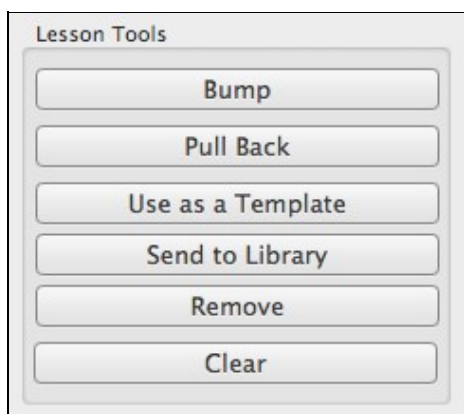 Lesson Tools
Bump
Pull Back
Use as a Template
Send to Library
Remove
Clear